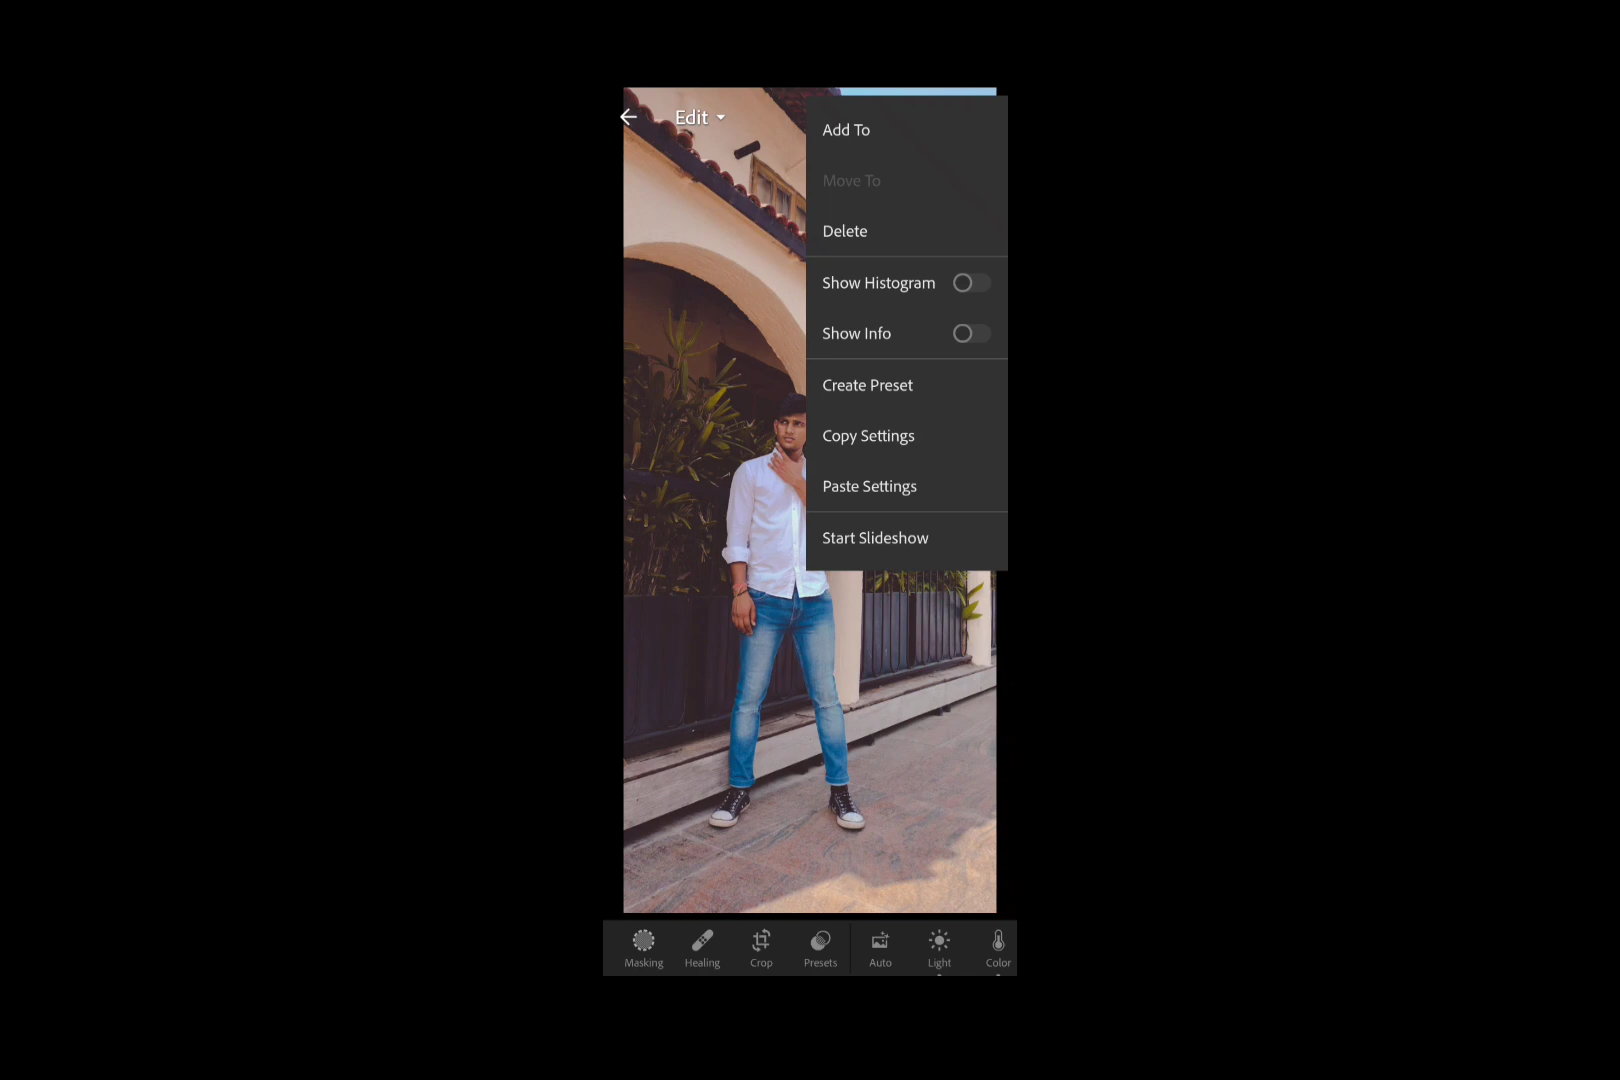 Edit
Add To
Move To
Delete
Show Histogram
Show Info
Create Preset
Copy Settings
Paste Settings
Start Slideshow
Masking
Healing
Crop
Presets
Auto
Light
Color